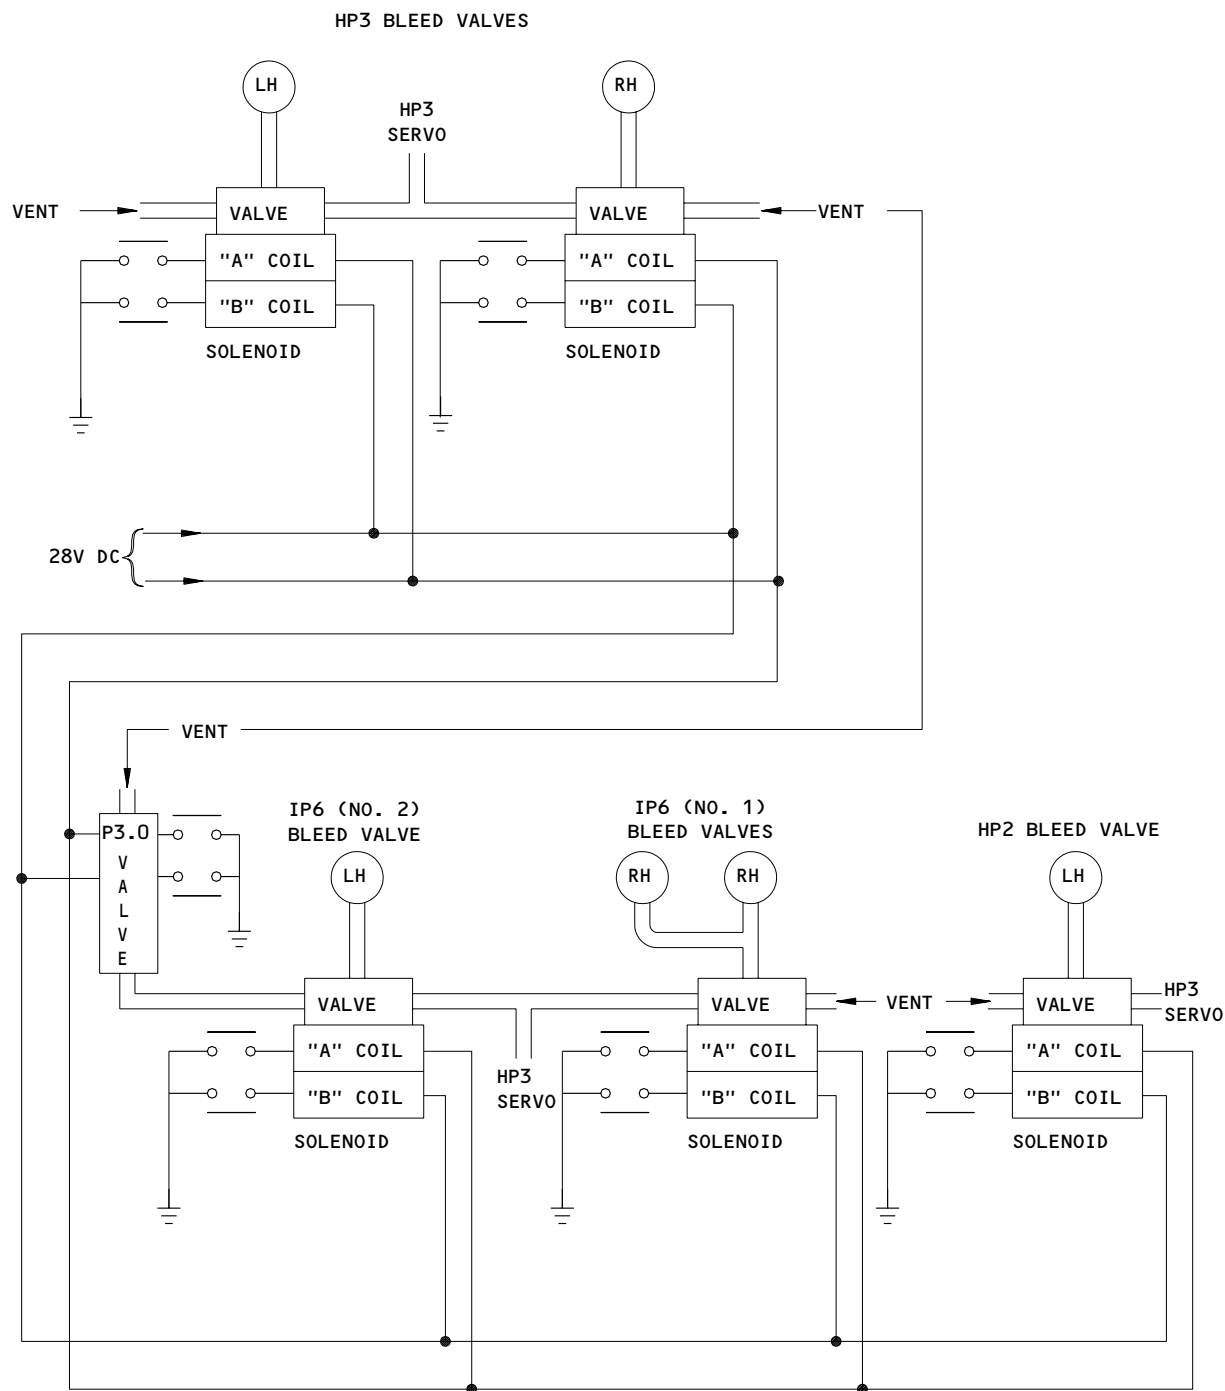 HP3 BLEED VALVES
LH
RH
HP3
SERVO
VENT
VALVE
VALVE
VENT
"A" COIL
"A" COIL
"B" COIL
"B" COIL
SOLENOID
SOLENOID
28V DC
VENT
IP6 (NO. 2)
BLEED VALVE
IP6 (NO. 1)
BLEED VALVES
HP2 BLEED VALVE
P3.0
V
A
L
V
E
LH
RH
RH
LH
VALVE
VALVE
VENT
VALVE
HP3
SERVO
"A" COIL
"A" COIL
"A" COIL
HP3
SERVO
"B" COIL
"B" COIL
"B" COIL
SOLENOID
SOLENOID
SOLENOID